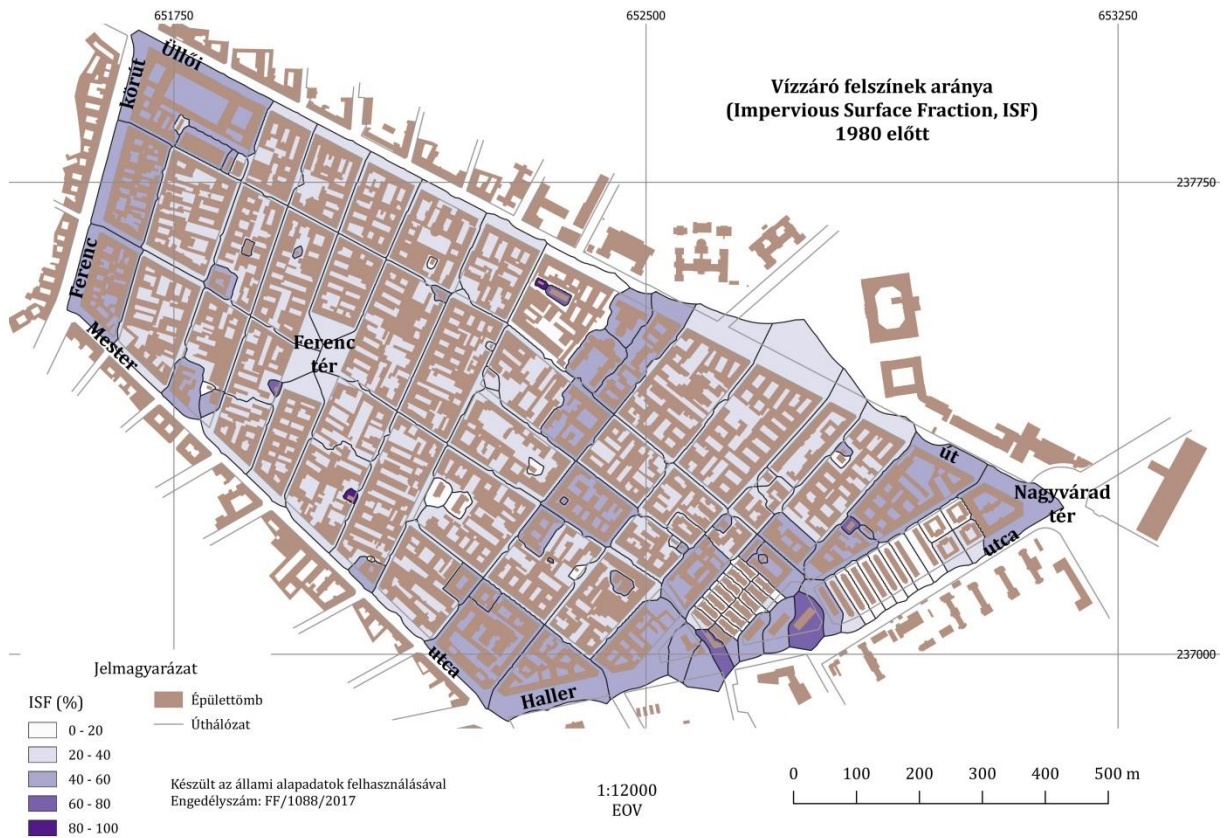 651750
652500
653250
Vízzáró felszínek aránya
(Impervious Surface Fraction, ISF)
1980 előtt
Üllői
körút
237750
Ferenc
Mester
Ferenc
tér
út
Nagyvárad
tér
utca
237000
utca
Haller
Jelmagyarázat
ISF (%)
0 - 20
20 - 40
40 - 60
60 - 80
80 - 100
Épülettömb
Úthálózat
Készült az állami alapadatok felhasználásával
Engedélyszám: FF/1088/2017
1:12000
EOV
0 100 200 300 400 500 m